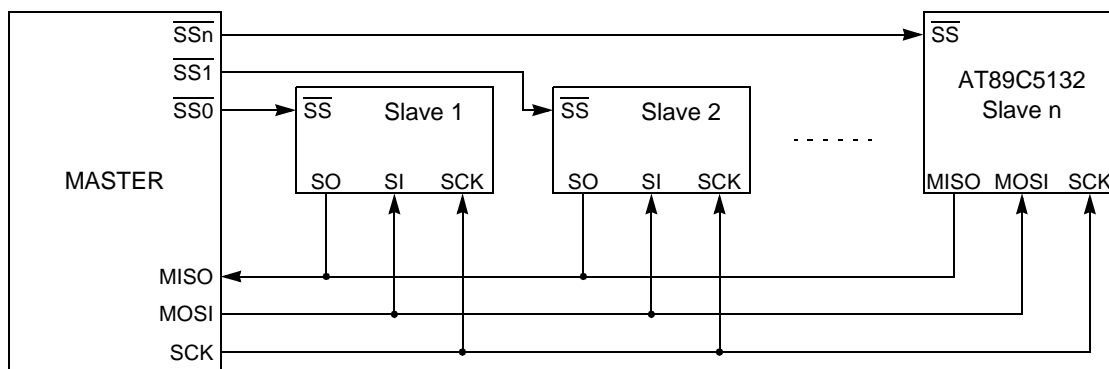 SSn
SS
SS1
AT89C5132
Slave n
SS0
SS
Slave 1
SS
Slave 2
MASTER
SO
SI
SCK
SO
SI
SCK
MISO
MOSI
SCK
MISO
MOSI
SCK